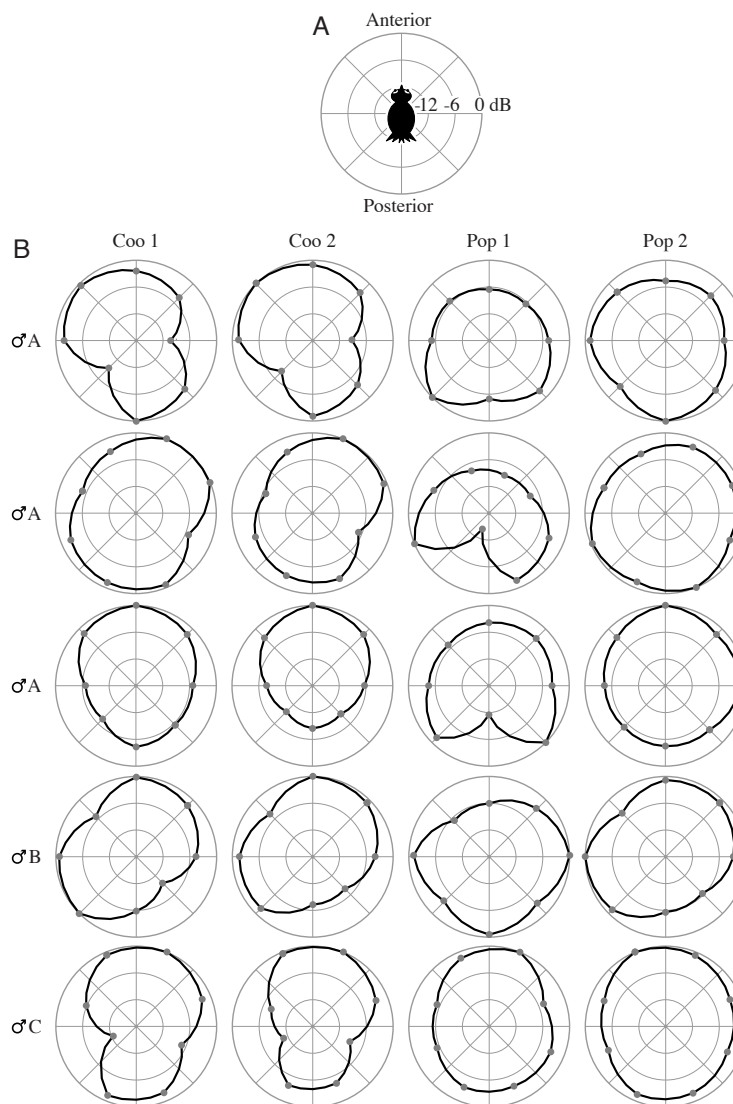 A
Anterior
-12 -6 0 dB
Posterior
B
Coo 1 Coo 2 Pop 1 Pop 2
♂A
♂A
♂A
♂B
♂C